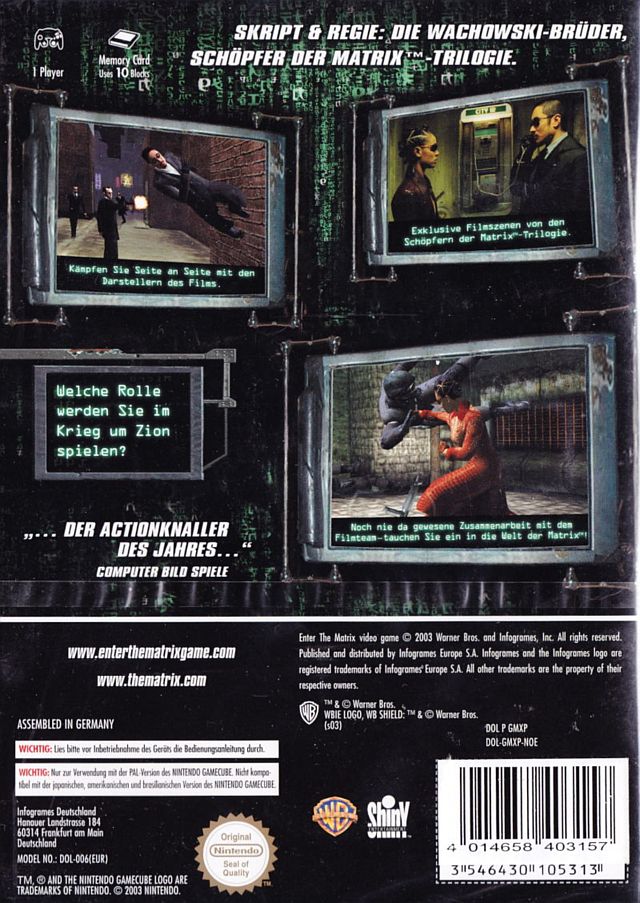 SKRIPT & REGIE: DIE WACHOWSKI-BRÜDER,
SCHÖPFER DER MATRIX™-TRILOGIE.
1 Player
Memory Card
Uses 10 Blocks
Kämpfen Sie Seite an Seite mit den
Darstellern des Films.
Exklusive Filmszenen von den
Schöpfern der Matrix™-Trilogie.
Welche Rolle
werden Sie im
Krieg um Zion
spielen?
Noch nie da gewesene Zusammenarbeit mit dem
Filmteam-tauchen Sie ein in die Welt der Matrix™!
„... DER ACTIONKNALLER
DES JAHRES...“
COMPUTER BILD SPIELE
www.enterthematrixgame.com
www.thematrix.com
Enter The Matrix video game © 2003 Warner Bros. and Infogrames, Inc. All rights reserved.
Published and distributed by Infogrames Europe S.A. Infogrames and the Infogrames logo are
registered trademarks of Infogrames Europe S.A. All other trademarks are the property of their
respective owners.
WB
™ & © Warner Bros.
WBIE LOGO, WB SHIELD: ™ & © Warner Bros.
(s03)
DOL P GMXP
DOL-GMXP-NOE
ASSEMBLED IN GERMANY
WICHTIG: Lies bitte vor Inbetriebnahme des Geräts die Bedienungsanleitung durch.
WICHTIG: Nur zur Verwendung mit der PAL-Version des NINTENDO GAMECUBE. Nicht kompa-
tibel mit der japanischen, amerikanischen und brasilianischen Version des NINTENDO GAMECUBE.
Infogrames Deutschland
Hanauer Landstrasse 184
60314 Frankfurt am Main
Deutschland
MODEL NO.: DOL-006(EUR)
Original
Nintendo
Seal of
Quality
TM
WB
Shiny
ENTERTAINMENT
4 014658 403157
3 546430 105313
TM, ® AND THE NINTENDO GAMECUBE LOGO ARE
TRADEMARKS OF NINTENDO. © 2003 NINTENDO.